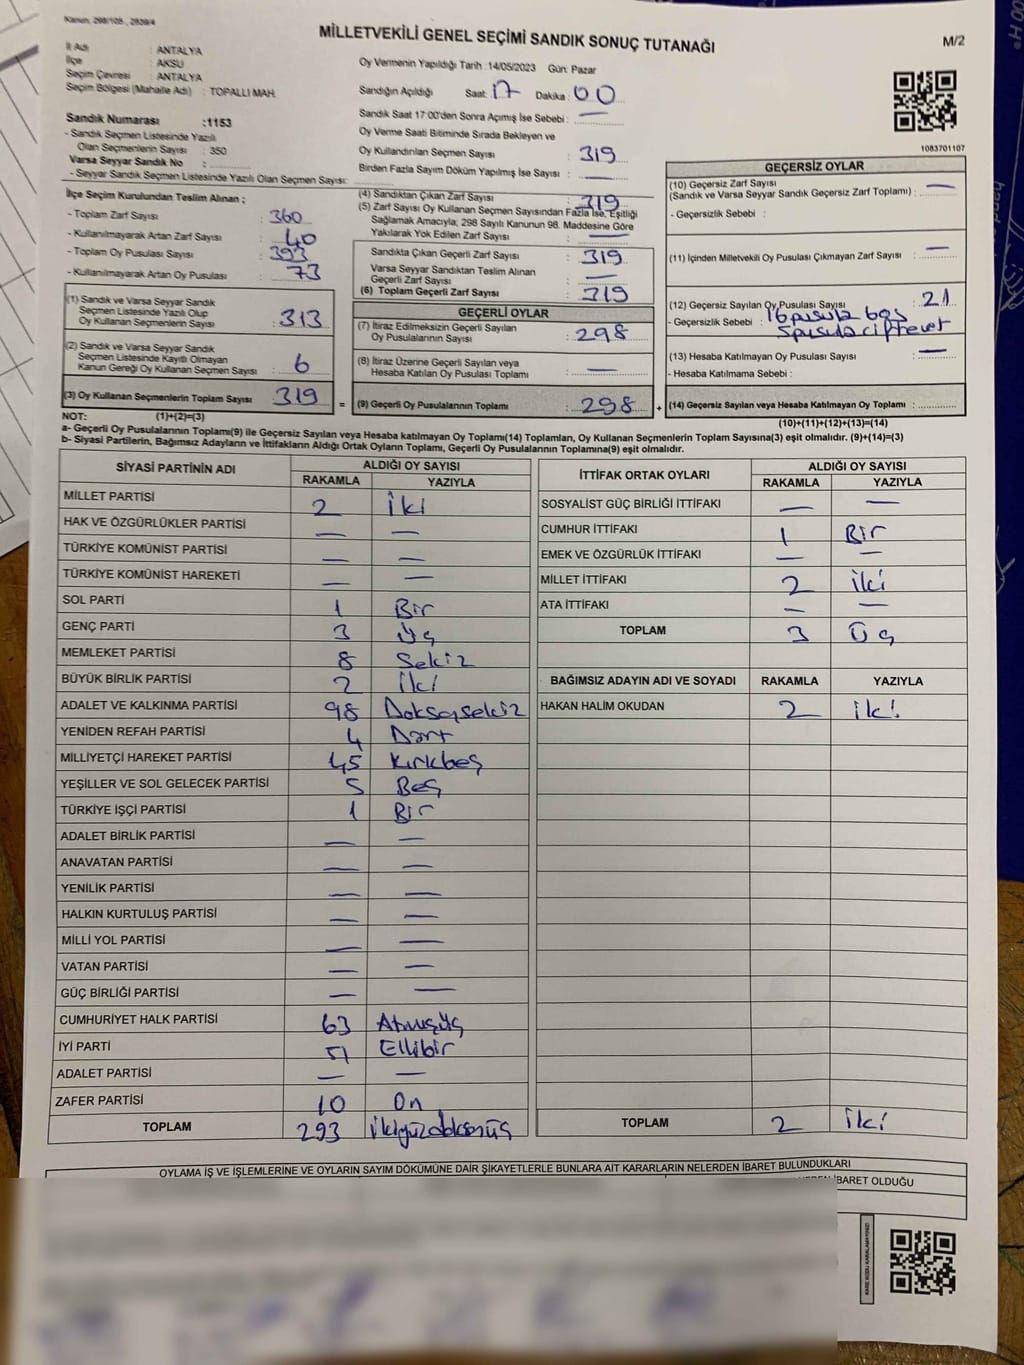 Kanun, 298/105., 2839/4
MİLLETVEKİLİ GENEL SEÇİMİ SANDIK SONUÇ TUTANAĞI
M/2
İl Adı : ANTALYA
İlçe : AKSU
Seçim Çevresi : ANTALYA
Seçim Bölgesi (Mahalle Adı) : TOPALLI MAH.
Sandık Numarası :1153
- Sandık Seçmen Listesinde Yazılı
Olan Seçmenlerin Sayısı : 350
Varsa Seyyar Sandık No :
- Seyyar Sandık Seçmen Listesinde Yazılı Olan Seçmen Sayısı:
Oy Vermenin Yapıldığı Tarih :14/05/2023 Gün: Pazar
Sandığın Açıldığı Saat: 17 Dakika : 00
Sandık Saat 17:00'den Sonra Açımış İse Sebebi : —
Oy Verme Saati Bitiminde Sırada Bekleyen ve
Oy Kullandırılan Seçmen Sayısı : 319
Birden Fazla Sayım Döküm Yapılmış İse Sayısı : —
1083701107
İlçe Seçim Kurulundan Teslim Alınan ;
- Toplam Zarf Sayısı : 360
- Kullanılmayarak Artan Zarf Sayısı : 40
- Toplam Oy Pusulası Sayısı : 393
- Kullanılmayarak Artan Oy Pusulası : 73
(1) Sandık ve Varsa Seyyar Sandık
Seçmen Listesinde Yazılı Olup
Oy Kullanan Seçmenlerin Sayısı : 313
(2) Sandık ve Varsa Seyyar Sandık
Seçmen Listesinde Kayıtlı Olmayan
Kanun Gereği Oy Kullanan Seçmen Sayısı : 6
(3) Oy Kullanan Seçmenlerin Toplam Sayısı : 319
(4) Sandıktan Çıkan Zarf Sayısı : 319
(5) Zarf Sayısı Oy Kullanan Seçmen Sayısından Fazla İse, Eşitliği
Sağlamak Amacıyla; 298 Sayılı Kanunun 98. Maddesine Göre
Yakılarak Yok Edilen Zarf Sayısı : —
Sandıkta Çıkan Geçerli Zarf Sayısı : 319
Varsa Seyyar Sandıktan Teslim Alınan
Geçerli Zarf Sayısı : —
(6) Toplam Geçerli Zarf Sayısı : 319
GEÇERLİ OYLAR
(7) İtiraz Edilmeksizin Geçerli Sayılan
Oy Pusulalarının Sayısı : 298
(8) İtiraz Üzerine Geçerli Sayılan veya
Hesaba Katılan Oy Pusulası Toplamı : —
= (9) Geçerli Oy Pusulalarının Toplamı : 298 +
GEÇERSİZ OYLAR
(10) Geçersiz Zarf Sayısı
(Sandık ve Varsa Seyyar Sandık Geçersiz Zarf Toplamı) : —
- Geçersizlik Sebebi :
(11) İçinden Milletvekili Oy Pusulası Çıkmayan Zarf Sayısı : —
(12) Geçersiz Sayılan Oy Pusulası Sayısı : 21
- Geçersizlik Sebebi : 16 pusula boş
5 pusula cift evet
(13) Hesaba Katılmayan Oy Pusulası Sayısı : —
- Hesaba Katılmama Sebebi :
(14) Geçersiz Sayılan veya Hesaba Katılmayan Oy Toplamı :
(10)+(11)+(12)+(13)=(14)
NOT: (1)+(2)=(3)
a- Geçerli Oy Pusulalarının Toplamı(9) ile Geçersiz Sayılan veya Hesaba katılmayan Oy Toplamı(14) Toplamları, Oy Kullanan Seçmenlerin Toplam Sayısına(3) eşit olmalıdır. (9)+(14)=(3)
b- Siyasi Partilerin, Bağımsız Adayların ve İttifakların Aldığı Ortak Oyların Toplamı, Geçerli Oy Pusulalarının Toplamına(9) eşit olmalıdır.
SİYASİ PARTİNİN ADI ALDIĞI OY SAYISI
RAKAMLA YAZIYLA
MİLLET PARTİSİ 2 İki
HAK VE ÖZGÜRLÜKLER PARTİSİ — —
TÜRKİYE KOMÜNİST PARTİSİ — —
TÜRKİYE KOMÜNİST HAREKETİ — —
SOL PARTİ 1 Bir
GENÇ PARTİ 3 Üç
MEMLEKET PARTİSİ 8 Sekiz
BÜYÜK BİRLİK PARTİSİ 2 İki
ADALET VE KALKINMA PARTİSİ 98 Doksansekiz
YENİDEN REFAH PARTİSİ 4 Dört
MİLLİYETÇİ HAREKET PARTİSİ 45 Kırkbeş
YEŞİLLER VE SOL GELECEK PARTİSİ 5 Beş
TÜRKİYE İŞÇİ PARTİSİ 1 Bir
ADALET BİRLİK PARTİSİ — —
ANAVATAN PARTİSİ — —
YENİLİK PARTİSİ — —
HALKIN KURTULUŞ PARTİSİ — —
MİLLİ YOL PARTİSİ — —
VATAN PARTİSİ — —
GÜÇ BİRLİĞİ PARTİSİ — —
CUMHURİYET HALK PARTİSİ 63 Atmışüç
İYİ PARTİ 51 Ellibir
ADALET PARTİSİ — —
ZAFER PARTİSİ 10 On
TOPLAM 293 İkiyüzdoksanüç
İTTİFAK ORTAK OYLARI ALDIĞI OY SAYISI
RAKAMLA YAZIYLA
SOSYALİST GÜÇ BİRLİĞİ İTTİFAKI — —
CUMHUR İTTİFAKI 1 Bir
EMEK VE ÖZGÜRLÜK İTTİFAKI — —
MİLLET İTTİFAKI 2 İki
ATA İTTİFAKI — —
TOPLAM 3 Üç
BAĞIMSIZ ADAYIN ADI VE SOYADI RAKAMLA YAZIYLA
HAKAN HALİM OKUDAN 2 İki
TOPLAM 2 İki
OYLAMA İŞ VE İŞLEMLERİNE VE OYLARIN SAYIM DÖKÜMÜNE DAİR ŞİKAYETLERLE BUNLARA AİT KARARLARIN NELERDEN İBARET BULUNDUKLARI
İBARET OLDUĞU